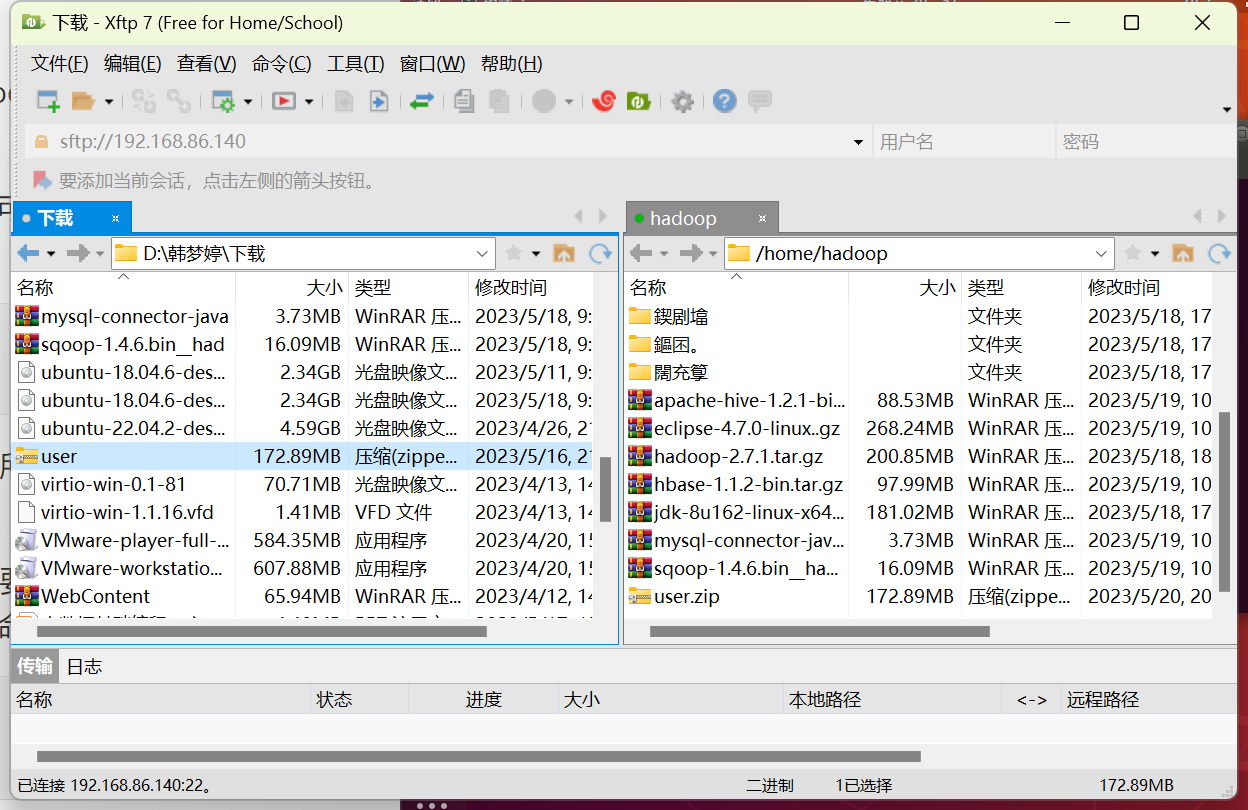 下载 - Xftp 7 (Free for Home/School)
文件(F) 编辑(E) 查看(V) 命令(C) 工具(T) 窗口(W) 帮助(H)
sftp://192.168.86.140 用户名 密码
要添加当前会话，点击左侧的箭头按钮。
下载 × hadoop ×
D:\韩梦婷\下载 /home/hadoop
名称 大小 类型 修改时间 名称 大小 类型 修改时间
mysql-connector-java 3.73MB WinRAR 压... 2023/5/18, 9: 鍥剧墖 文件夹 2023/5/18, 17
sqoop-1.4.6.bin__had 16.09MB WinRAR 压... 2023/5/18, 9: 文件夹 2023/5/18, 17
ubuntu-18.04.6-des... 2.34GB 光盘映像文... 2023/5/11, 9: 文件夹 2023/5/18, 17
ubuntu-18.04.6-des... 2.34GB 光盘映像文... 2023/5/18, 9: apache-hive-1.2.1-bi... 88.53MB WinRAR 压... 2023/5/19, 10
ubuntu-22.04.2-des... 4.59GB 光盘映像文... 2023/4/26, 21 eclipse-4.7.0-linux.gz 268.24MB WinRAR 压... 2023/5/19, 10
user 172.89MB 压缩(zippe... 2023/5/16, 21 hadoop-2.7.1.tar.gz 200.85MB WinRAR 压... 2023/5/18, 18
virtio-win-0.1-81 70.71MB 光盘映像文... 2023/4/13, 14 hbase-1.1.2-bin.tar.gz 97.99MB WinRAR 压... 2023/5/19, 10
virtio-win-1.1.16.vfd 1.41MB VFD 文件 2023/4/13, 14 jdk-8u162-linux-x64... 181.02MB WinRAR 压... 2023/5/18, 17
VMware-player-full-... 584.35MB 应用程序 2023/4/20, 15 mysql-connector-jav... 3.73MB WinRAR 压... 2023/5/19, 10
VMware-workstatio... 607.88MB 应用程序 2023/4/20, 15 sqoop-1.4.6.bin__ha... 16.09MB WinRAR 压... 2023/5/19, 10
WebContent 65.94MB WinRAR 压... 2023/4/12, 14 user.zip 172.89MB 压缩(zippe... 2023/5/20, 20
传输 日志
名称 状态 进度 大小 本地路径 <-> 远程路径
已连接 192.168.86.140:22。 二进制 1已选择 172.89MB